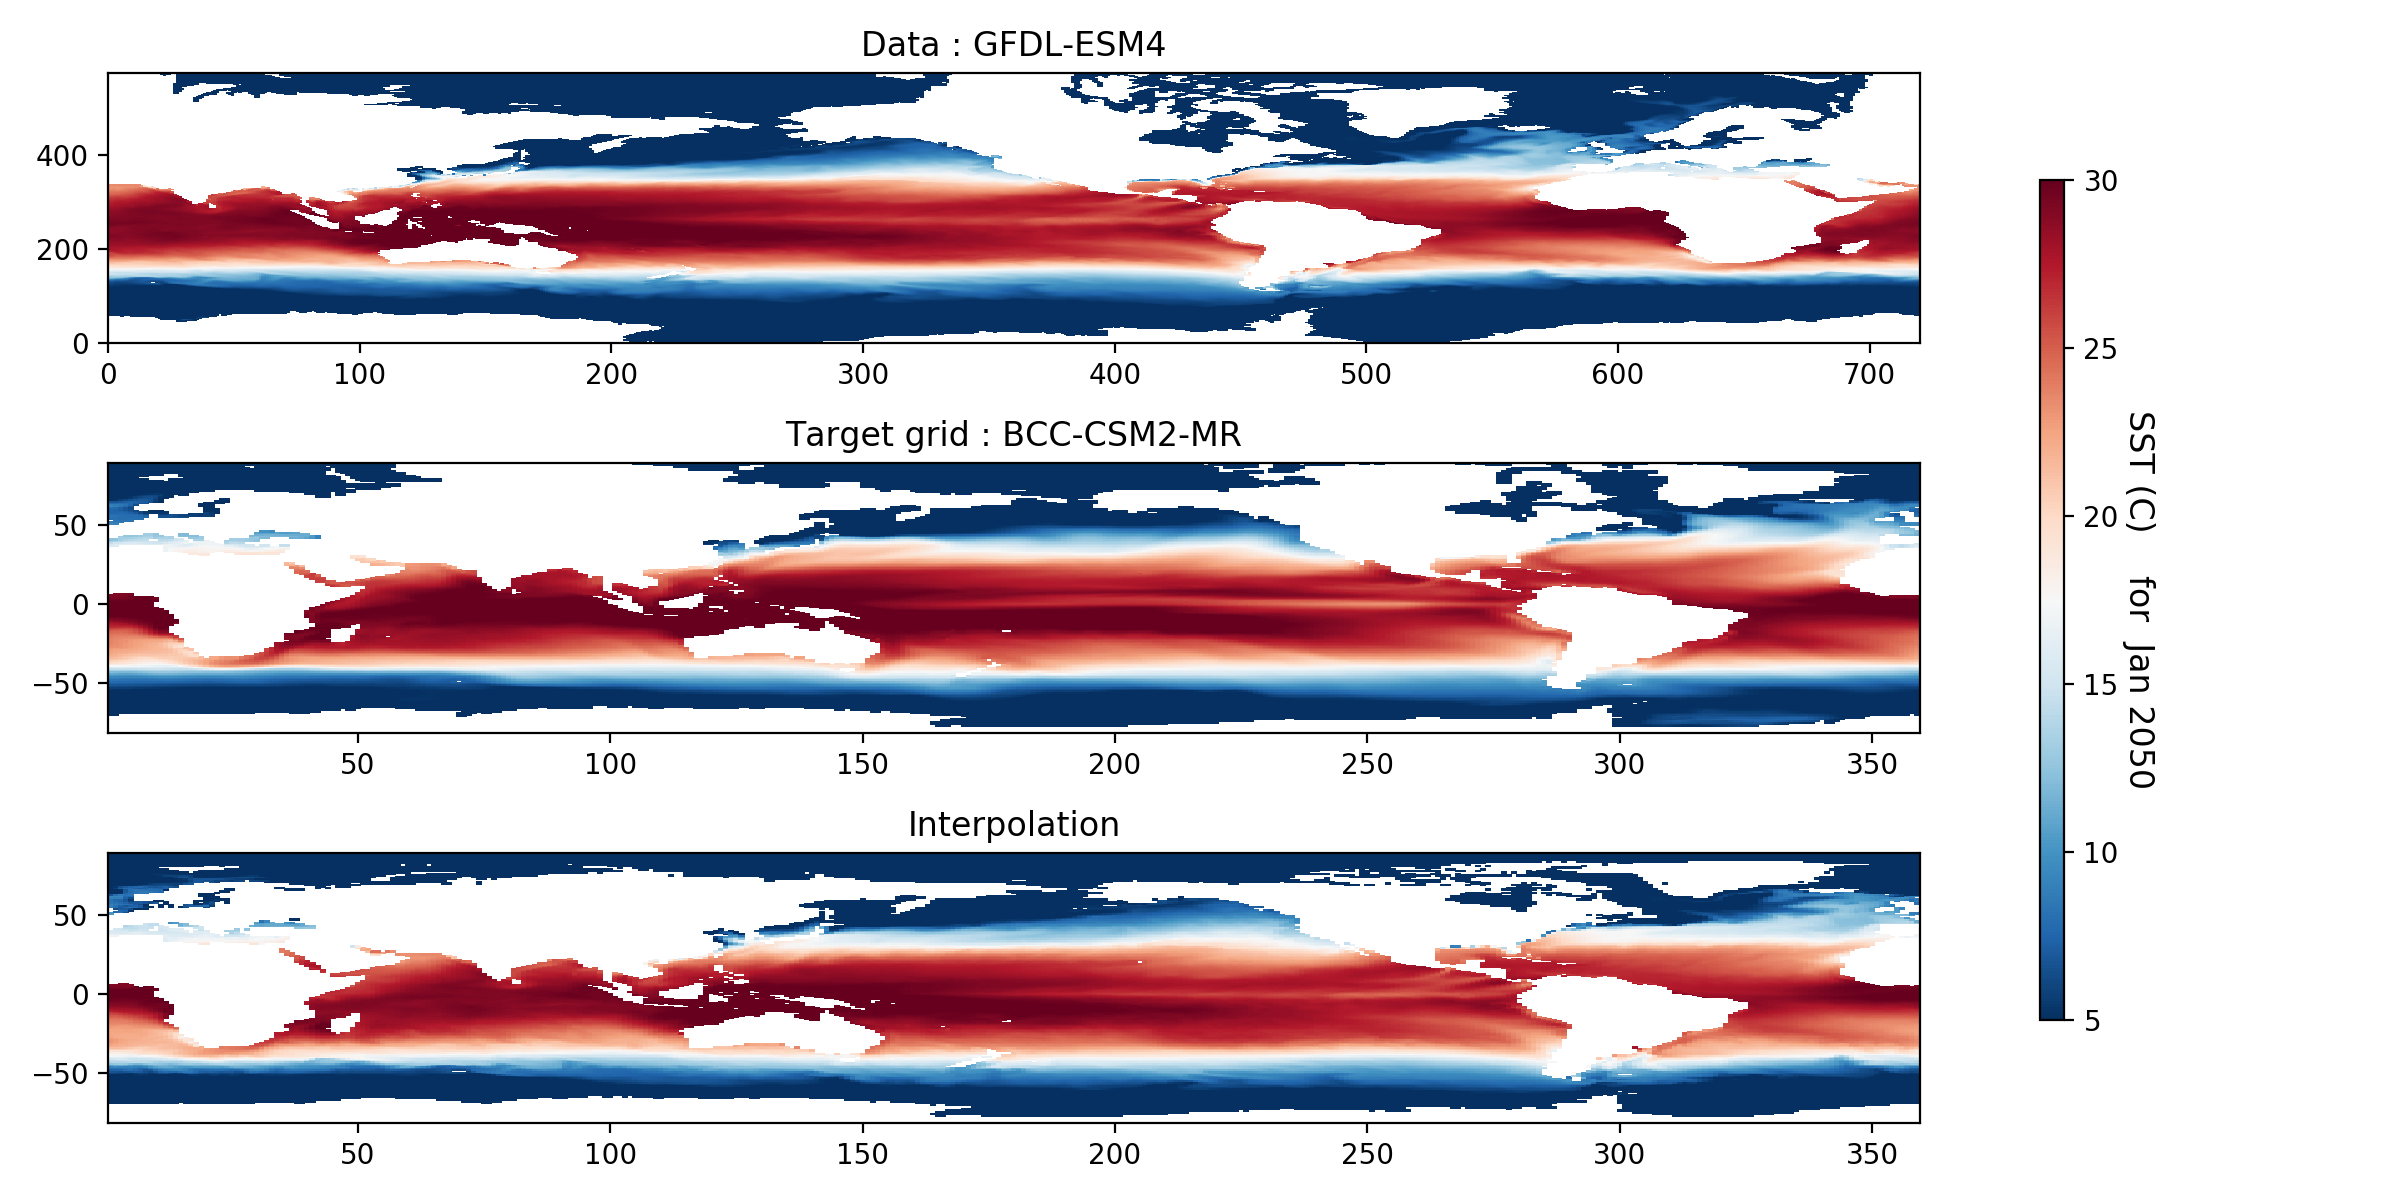 Data : GFDL-ESM4
400
200
0
0 100 200 300 400 500 600 700
Target grid : BCC-CSM2-MR
50
0
−50
50 100 150 200 250 300 350
Interpolation
50
0
−50
50 100 150 200 250 300 350
30
25
20
15
10
5
SST (C) for Jan 2050